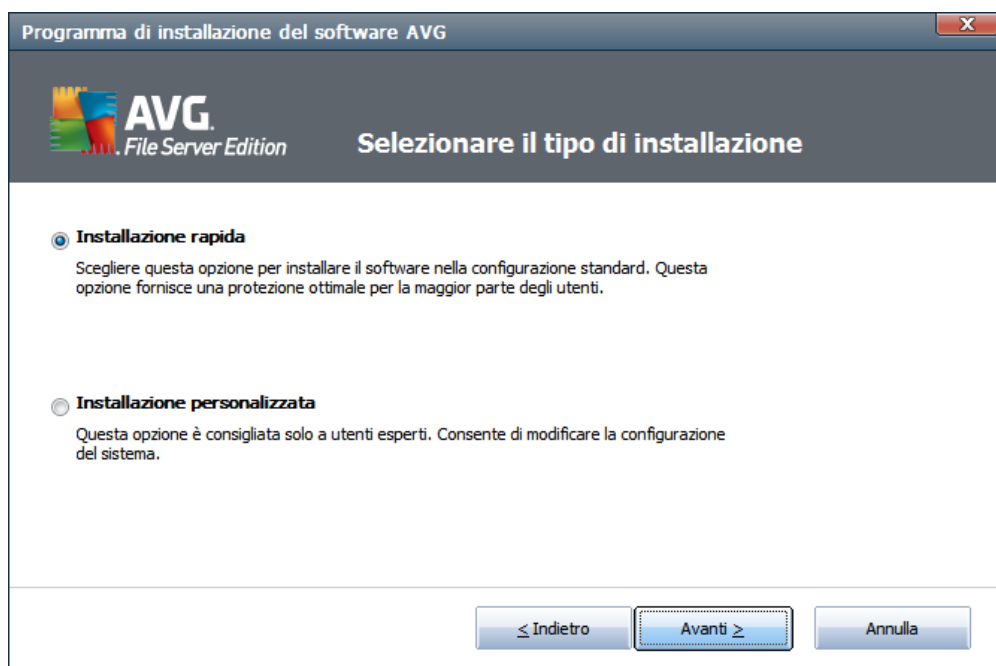 Programma di installazione del software AVG
X
AVG.
File Server Edition
Selezionare il tipo di installazione
Installazione rapida
Scegliere questa opzione per installare il software nella configurazione standard. Questa
opzione fornisce una protezione ottimale per la maggior parte degli utenti.
Installazione personalizzata
Questa opzione è consigliata solo a utenti esperti. Consente di modificare la configurazione
del sistema.
< Indietro
Avanti >
Annulla